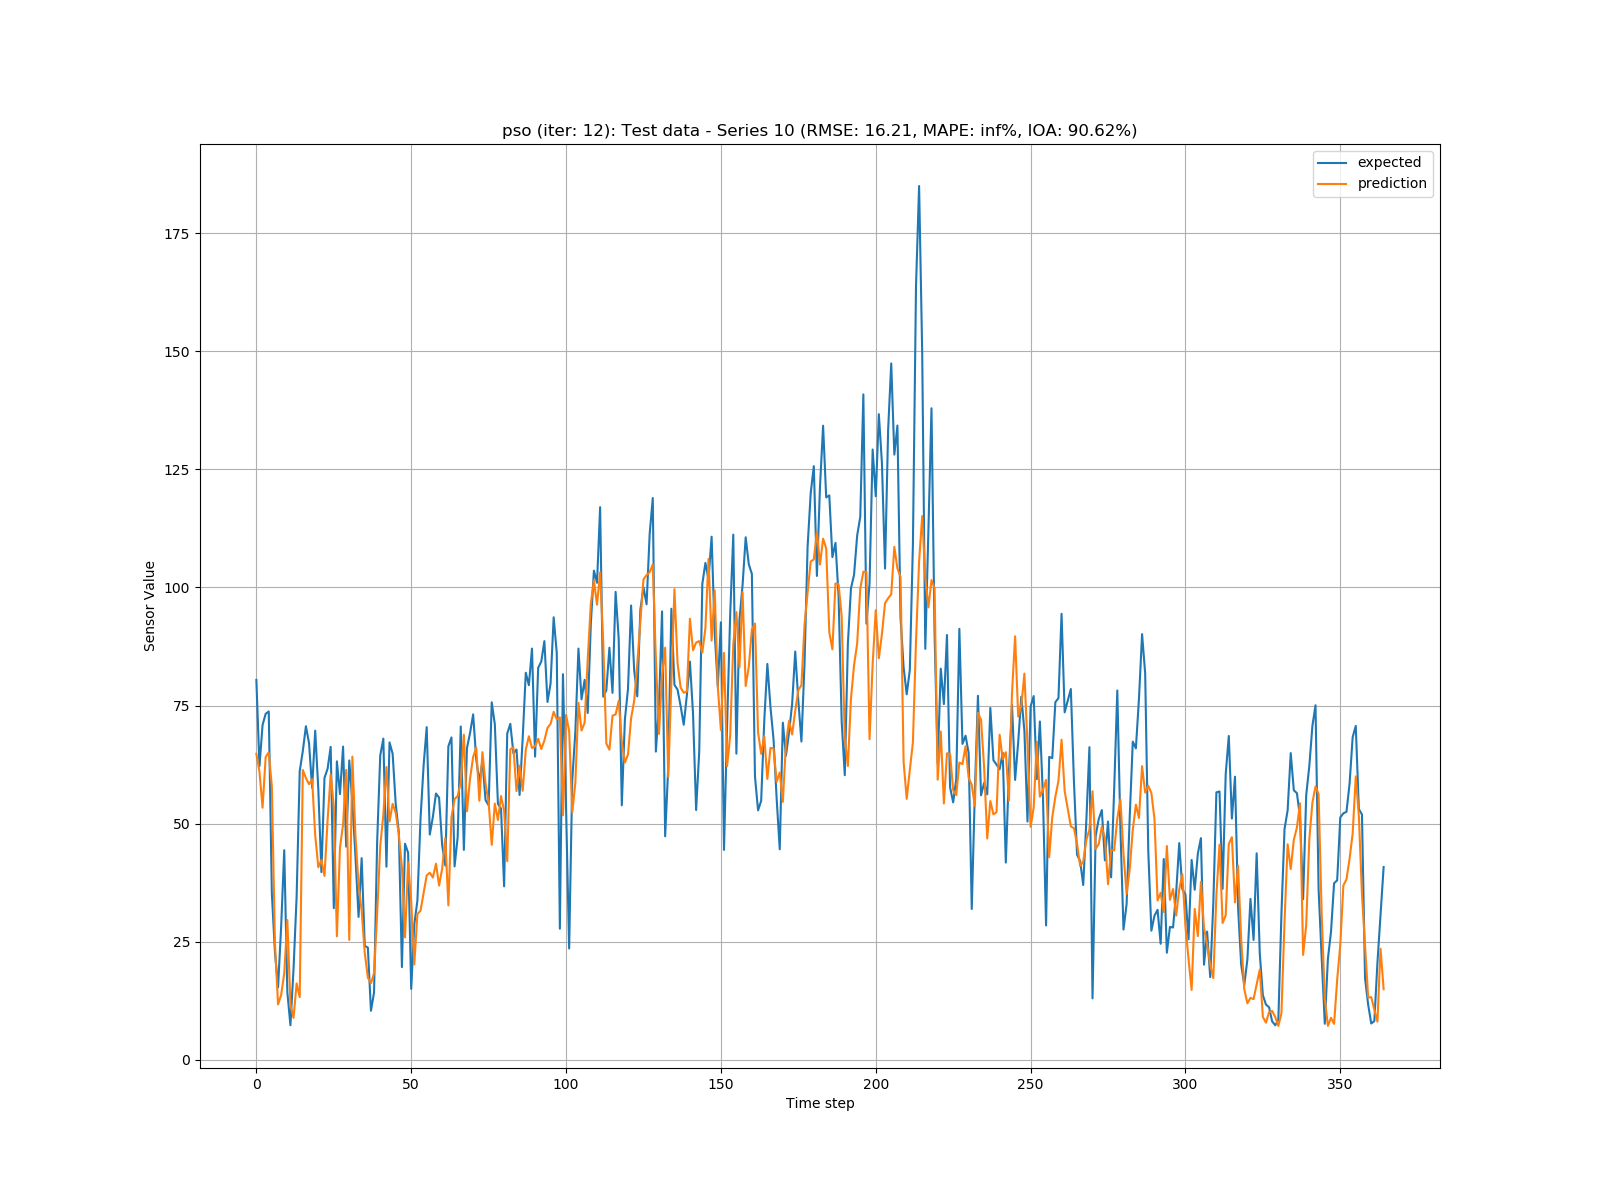 pso (iter: 12): Test data - Series 10 (RMSE: 16.21, MAPE: inf%, IOA: 90.62%)
expected
prediction
175
150
125
100
75
50
25
0
Sensor Value
0 50 100 150 200 250 300 350
Time step